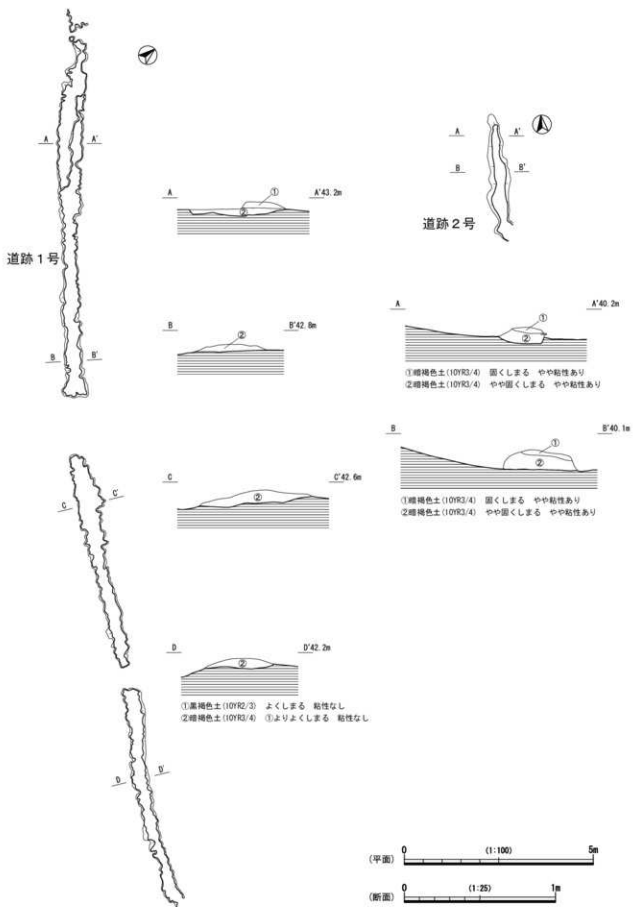 A A'
道跡1号
B B'
C C'
D D'
A ① A'43.2m
②
B ② B'42.8m
C ② C'42.6m
D ② D'42.2m
①黒褐色土(10YR2/3) よくしまる 粘性なし
②暗褐色土(10YR3/4) ①よりよくしまる 粘性なし
A A'
B B'
道跡2号
A ① A'40.2m
②
①暗褐色土(10YR3/4) 固くしまる やや粘性あり
②暗褐色土(10YR3/4) やや固くしまる やや粘性あり
B ① B'40.1m
②
①暗褐色土(10YR3/4) 固くしまる やや粘性あり
②暗褐色土(10YR3/4) やや固くしまる やや粘性あり
(平面) 0 (1:100) 5m
(断面) 0 (1:25) 1m